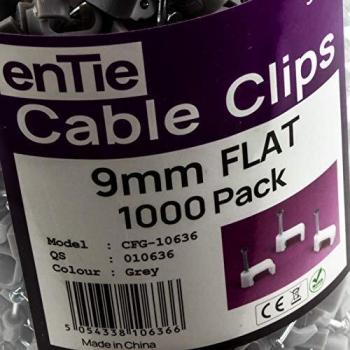 enTie
Cable Clips
9mm FLAT
1000 Pack
Model : CFG-10636
QS : 010636
Colour : Grey
5 054338 106366
Made in China
CE